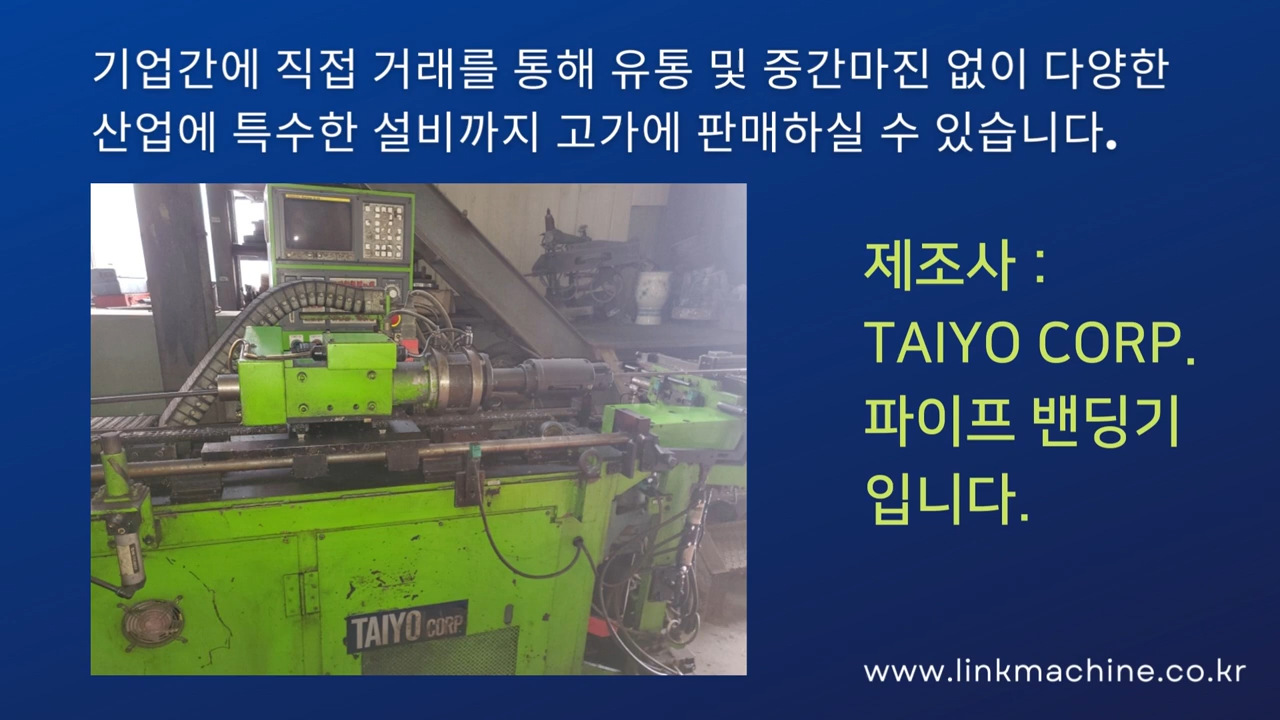 기업간에 직접 거래를 통해 유통 및 중간마진 없이 다양한
산업에 특수한 설비까지 고가에 판매하실 수 있습니다.
제조사 :
TAIYO CORP.
파이프 밴딩기
입니다.
TAIYO CORP.
www.linkmachine.co.kr